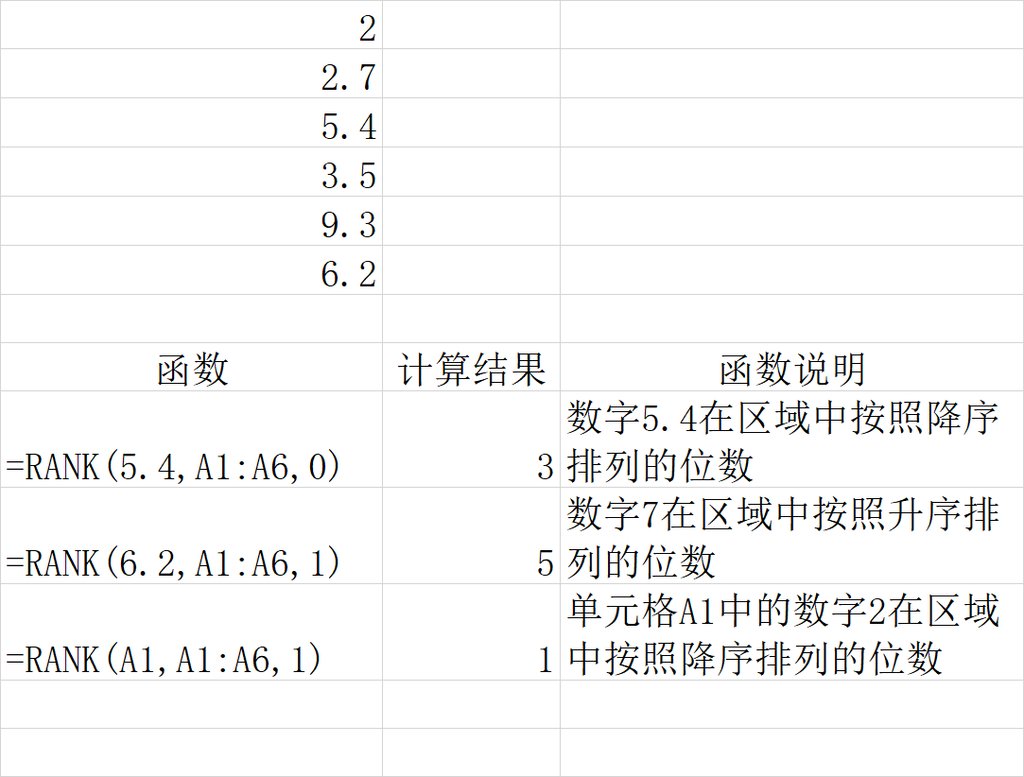 2
2.7
5.4
3.5
9.3
6.2
函数 计算结果 函数说明
数字5.4在区域中按照降序
=RANK(5.4,A1:A6,0) 3 排列的位数
数字7在区域中按照升序排
=RANK(6.2,A1:A6,1) 5 列的位数
单元格A1中的数字2在区域
=RANK(A1,A1:A6,1) 1 中按照降序排列的位数